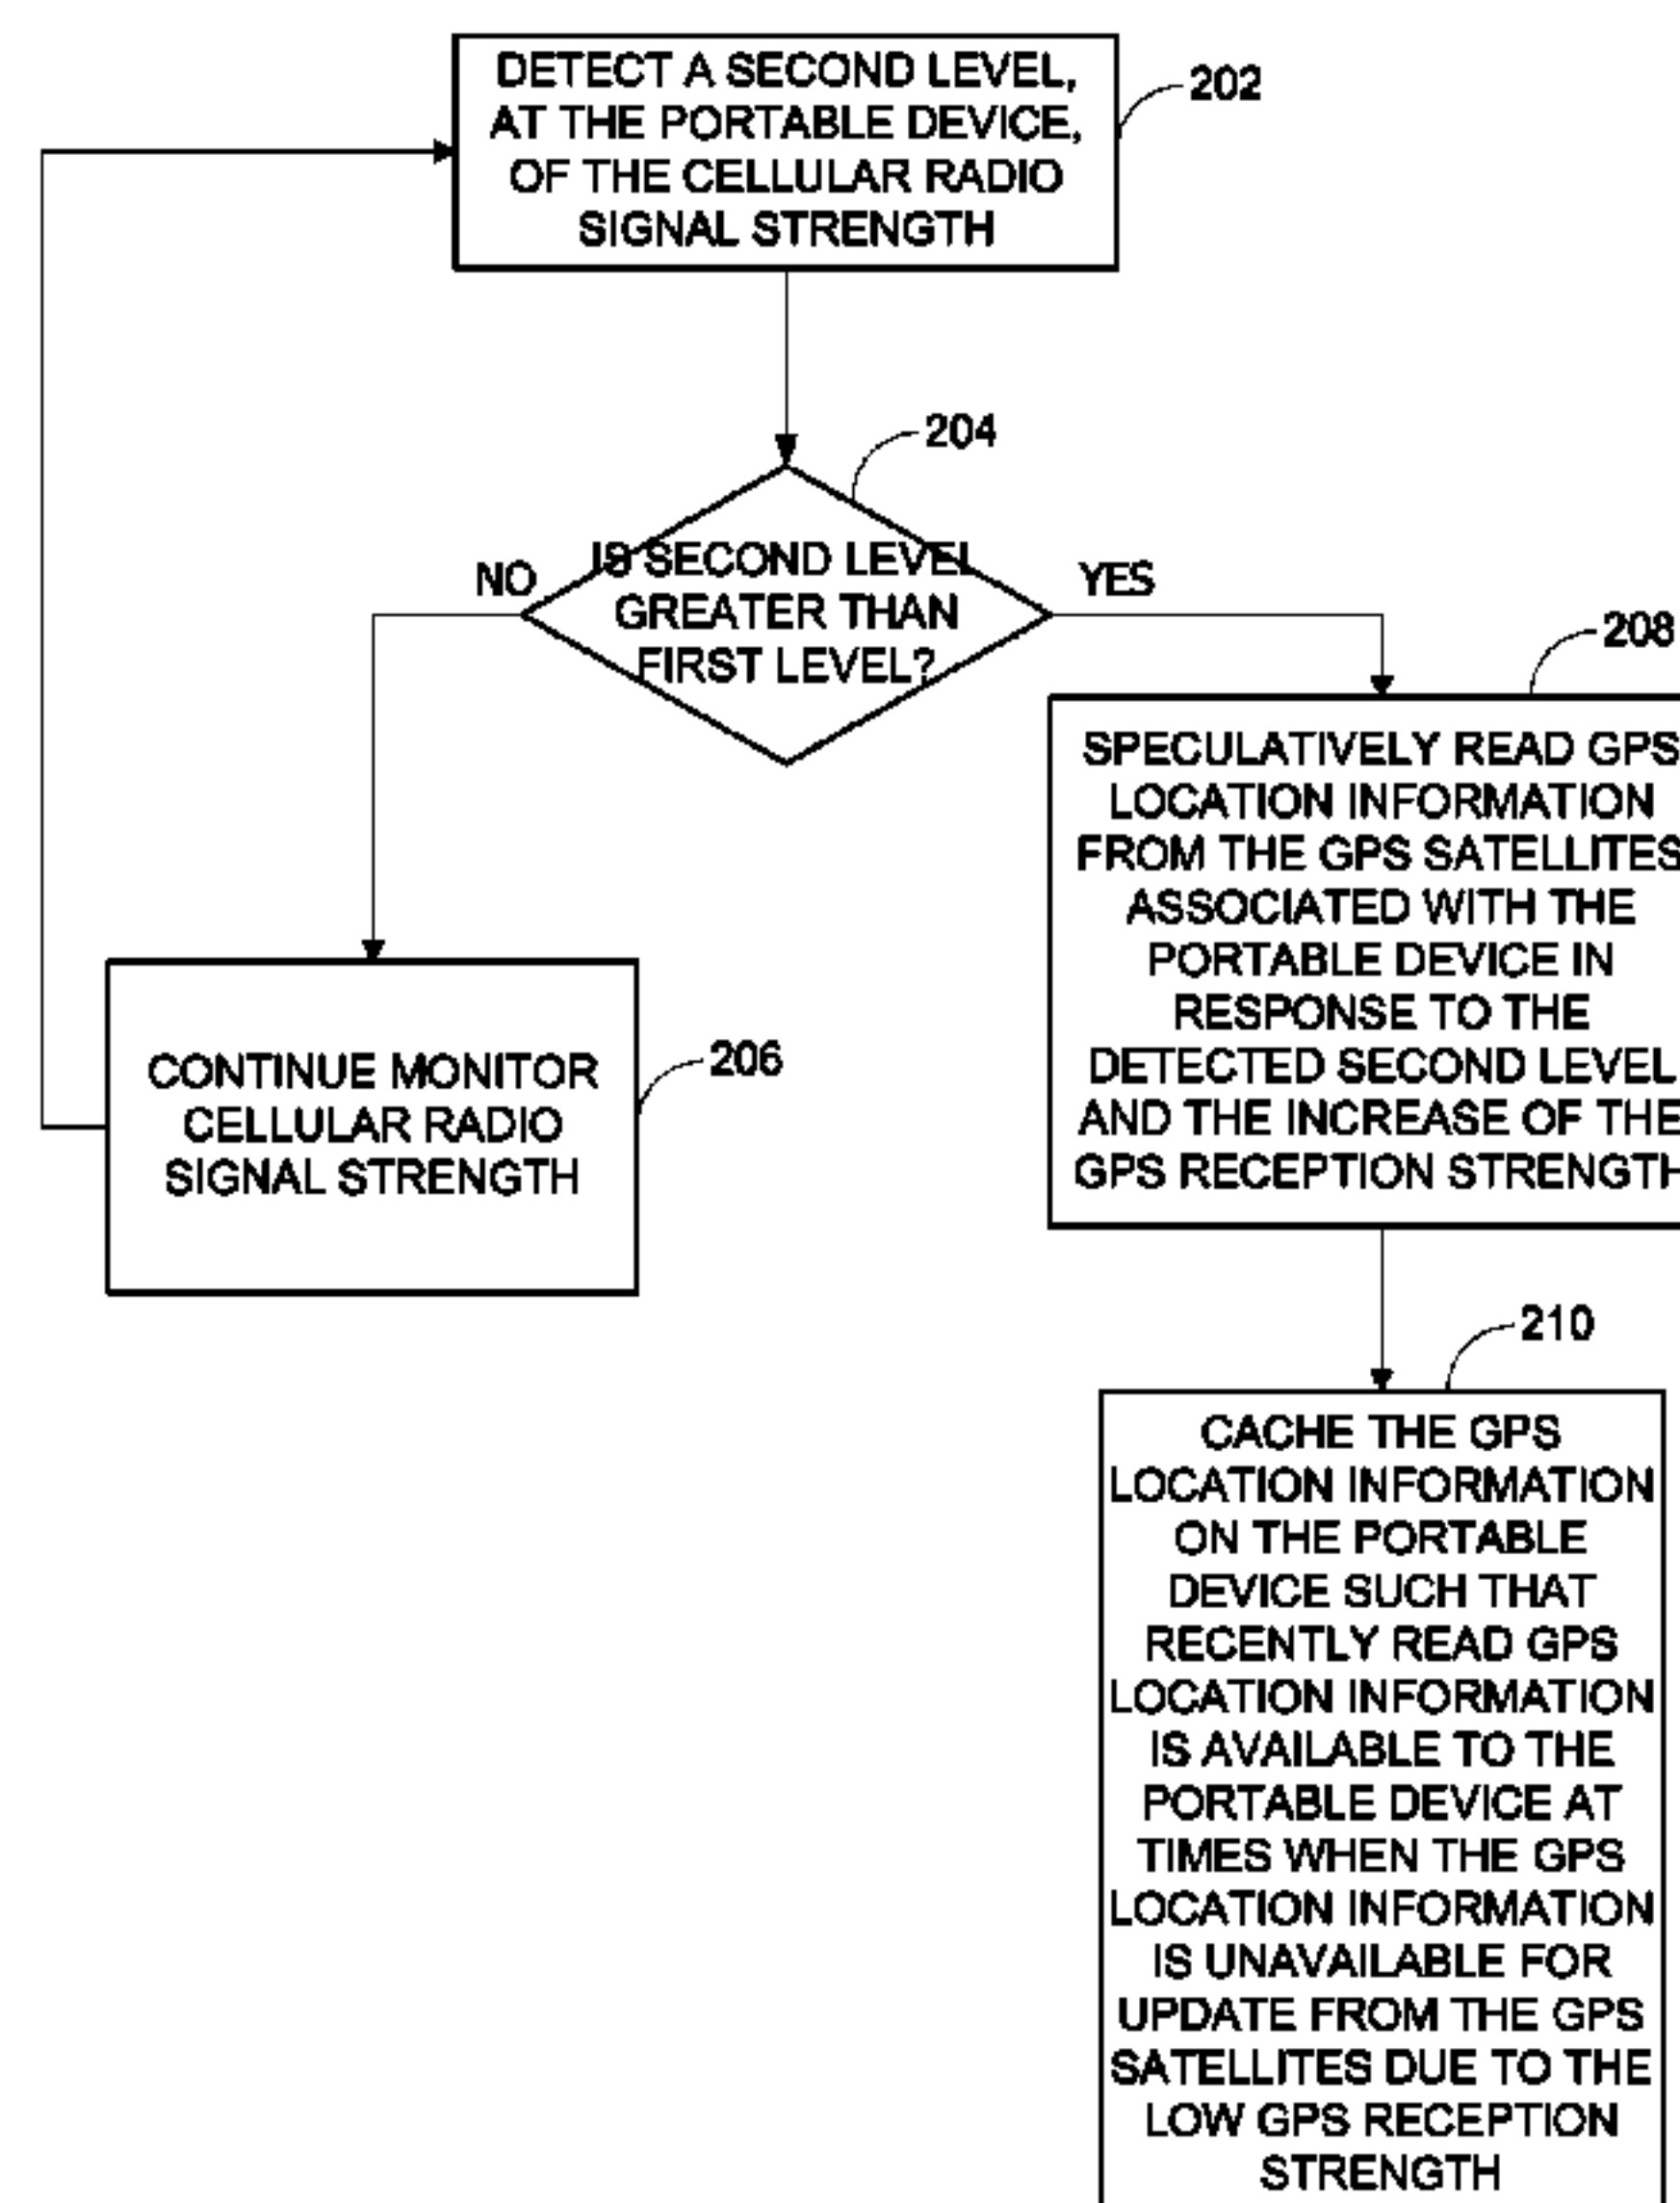 DETECT A SECOND LEVEL,
AT THE PORTABLE DEVICE,
OF THE CELLULAR RADIO
SIGNAL STRENGTH
202
204
IS SECOND LEVEL
GREATER THAN
FIRST LEVEL?
NO
YES
208
SPECULATIVELY READ GPS
LOCATION INFORMATION
FROM THE GPS SATELLITES
ASSOCIATED WITH THE
PORTABLE DEVICE IN
RESPONSE TO THE
DETECTED SECOND LEVEL
AND THE INCREASE OF THE
GPS RECEPTION STRENGTH
CONTINUE MONITOR
CELLULAR RADIO
SIGNAL STRENGTH
206
210
CACHE THE GPS
LOCATION INFORMATION
ON THE PORTABLE
DEVICE SUCH THAT
RECENTLY READ GPS
LOCATION INFORMATION
IS AVAILABLE TO THE
PORTABLE DEVICE AT
TIMES WHEN THE GPS
LOCATION INFORMATION
IS UNAVAILABLE FOR
UPDATE FROM THE GPS
SATELLITES DUE TO THE
LOW GPS RECEPTION
STRENGTH